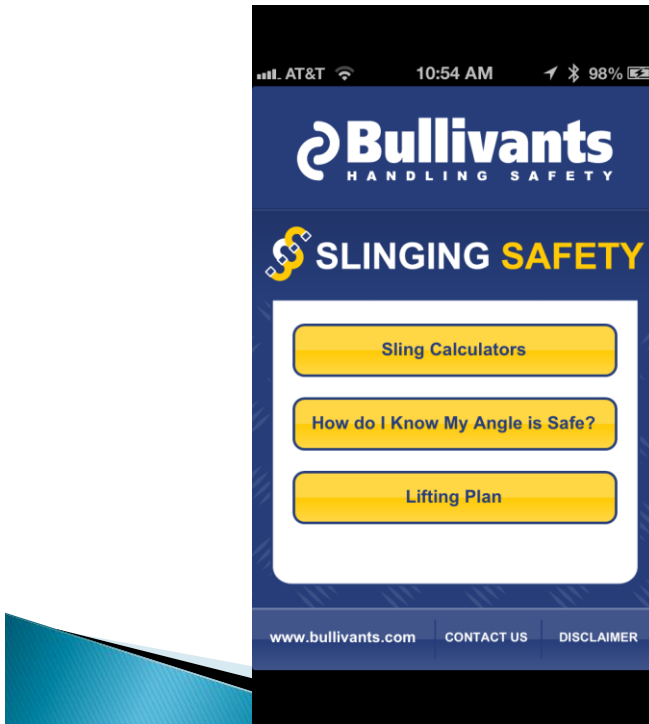 AT&T 10:54 AM 98%
Bullivants
HANDLING SAFETY
SLINGING SAFETY
Sling Calculators
How do I Know My Angle is Safe?
Lifting Plan
www.bullivants.com CONTACT US DISCLAIMER